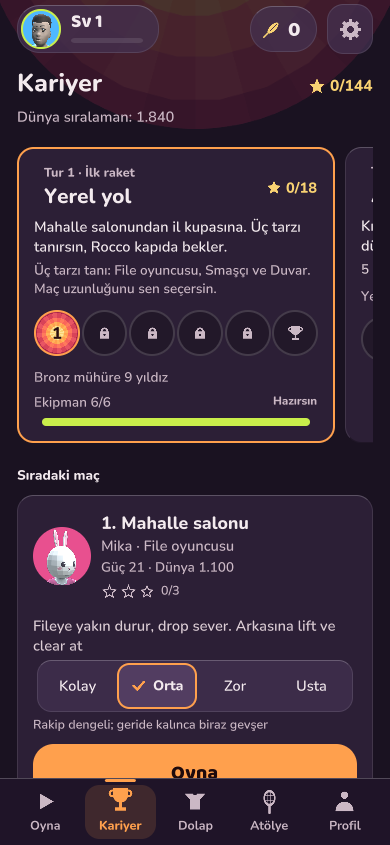 Sv 1
0
Kariyer
0/144
Dünya sıralaman: 1.840
Tur 1 · İlk raket
Yerel yol
0/18
Mahalle salonundan il kupasına. Üç tarzı
tanırsın, Rocco kapıda bekler.
Üç tarzı tanı: File oyuncusu, Smaşçı ve Duvar.
Maç uzunluğunu sen seçersin.
1
Bronz mühüre 9 yıldız
Ekipman 6/6
Hazırsın
5
Sıradaki maç
1. Mahalle salonu
Mika · File oyuncusu
Güç 21 · Dünya 1.100
0/3
Fileye yakın durur, drop sever. Arkasına lift ve
clear at
Kolay
Orta
Zor
Usta
Rakip dengeli; geride kalınca biraz gevşer
Oyna
Oyna
Kariyer
Dolap
Atölye
Profil